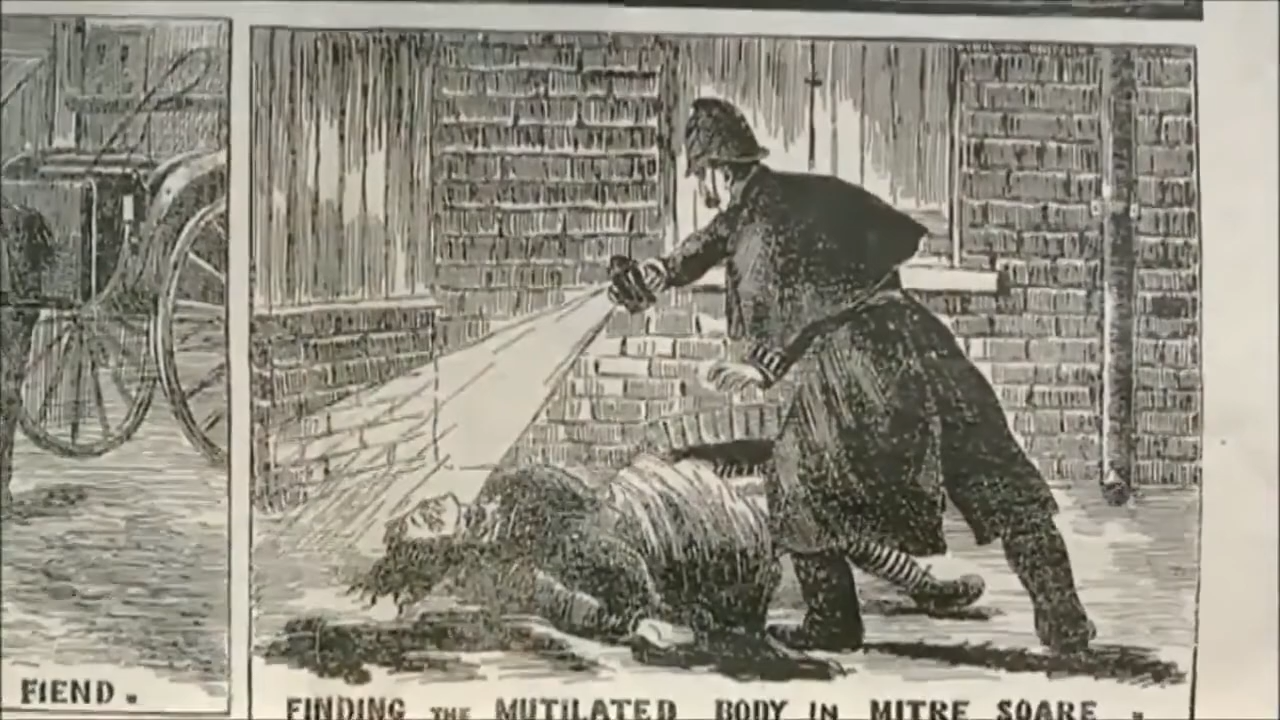 FIEND.
FINDING THE MUTILATED BODY IN MITRE SQARE.